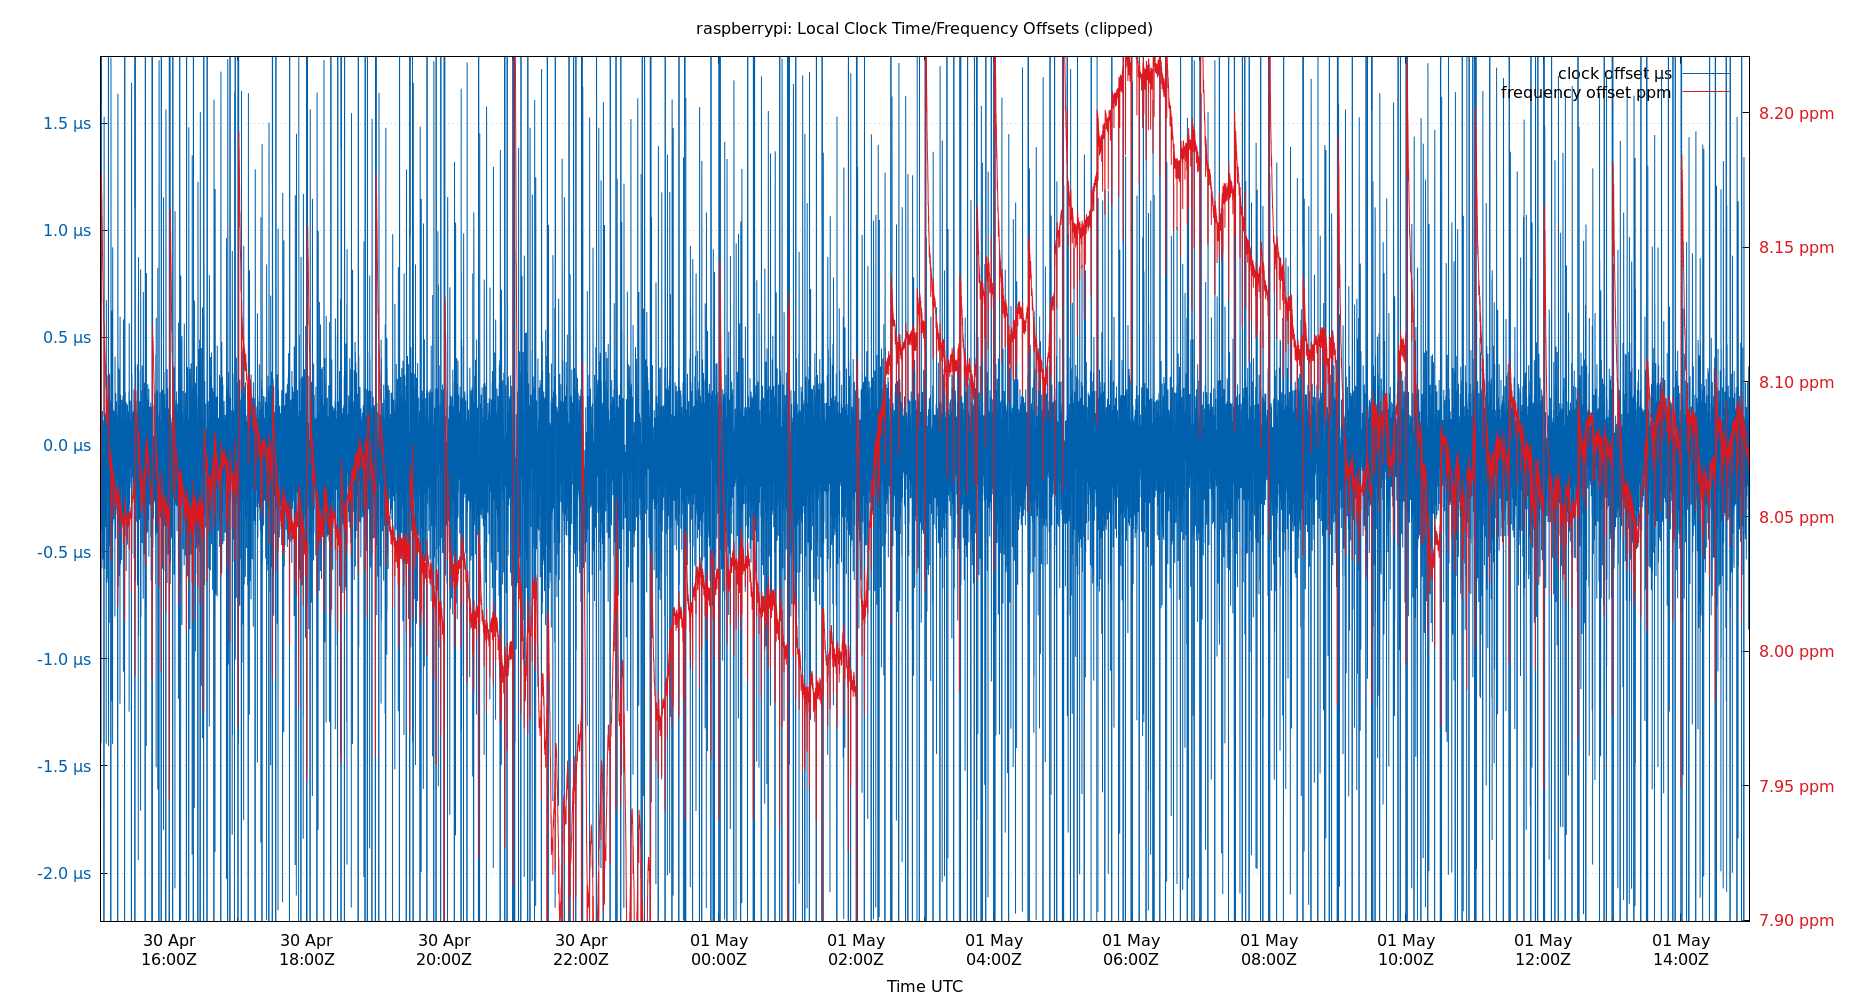 raspberrypi: Local Clock Time/Frequency Offsets (clipped)
clock offset µs
frequency offset ppm
1.5 µs
1.0 µs
0.5 µs
0.0 µs
-0.5 µs
-1.0 µs
-1.5 µs
-2.0 µs
8.20 ppm
8.15 ppm
8.10 ppm
8.05 ppm
8.00 ppm
7.95 ppm
7.90 ppm
30 Apr 30 Apr 30 Apr 30 Apr 01 May 01 May 01 May 01 May 01 May 01 May 01 May 01 May
16:00Z 18:00Z 20:00Z 22:00Z 00:00Z 02:00Z 04:00Z 06:00Z 08:00Z 10:00Z 12:00Z 14:00Z
Time UTC